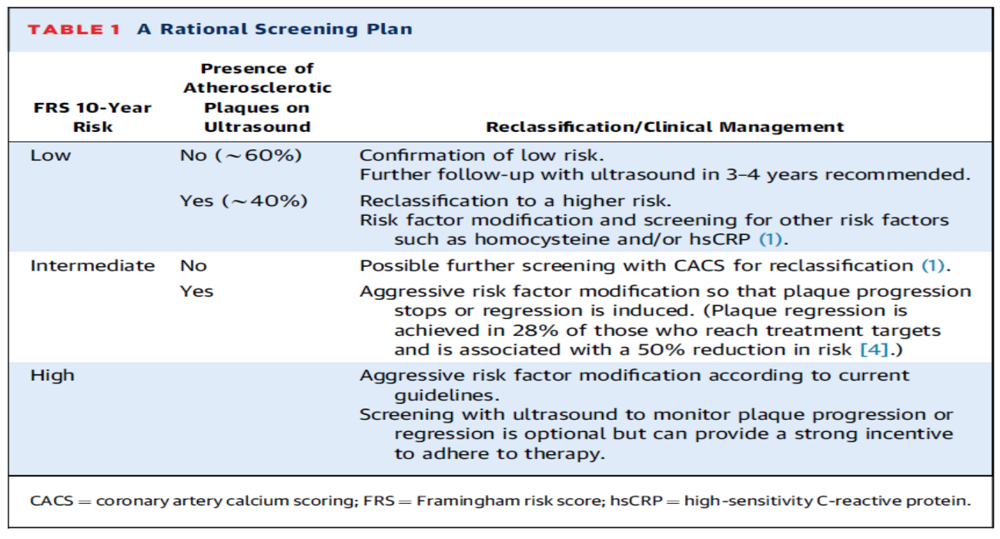 TABLE 1 A Rational Screening Plan
FRS 10-Year
Risk
Presence of
Atherosclerotic
Plaques on
Ultrasound
Reclassification/Clinical Management
Low
No (~60%)
Confirmation of low risk.
Further follow-up with ultrasound in 3–4 years recommended.
Yes (~40%)
Reclassification to a higher risk.
Risk factor modification and screening for other risk factors
such as homocysteine and/or hsCRP (1).
Intermediate
No
Possible further screening with CACS for reclassification (1).
Yes
Aggressive risk factor modification so that plaque progression
stops or regression is induced. (Plaque regression is
achieved in 28% of those who reach treatment targets
and is associated with a 50% reduction in risk [4].)
High
Aggressive risk factor modification according to current
guidelines.
Screening with ultrasound to monitor plaque progression or
regression is optional but can provide a strong incentive
to adhere to therapy.
CACS = coronary artery calcium scoring; FRS = Framingham risk score; hsCRP = high-sensitivity C-reactive protein.